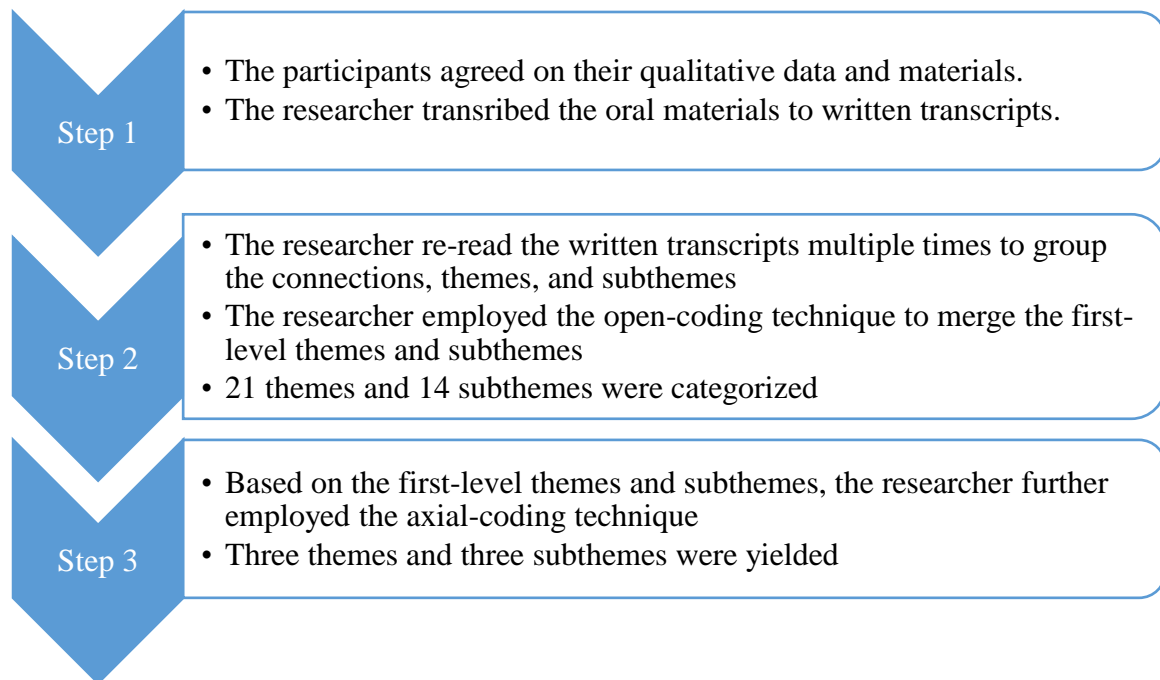 Step 1
• The participants agreed on their qualitative data and materials.
• The researcher transribed the oral materials to written transcripts.
Step 2
• The researcher re-read the written transcripts multiple times to group
the connections, themes, and subthemes
• The researcher employed the open-coding technique to merge the first-
level themes and subthemes
• 21 themes and 14 subthemes were categorized
Step 3
• Based on the first-level themes and subthemes, the researcher further
employed the axial-coding technique
• Three themes and three subthemes were yielded